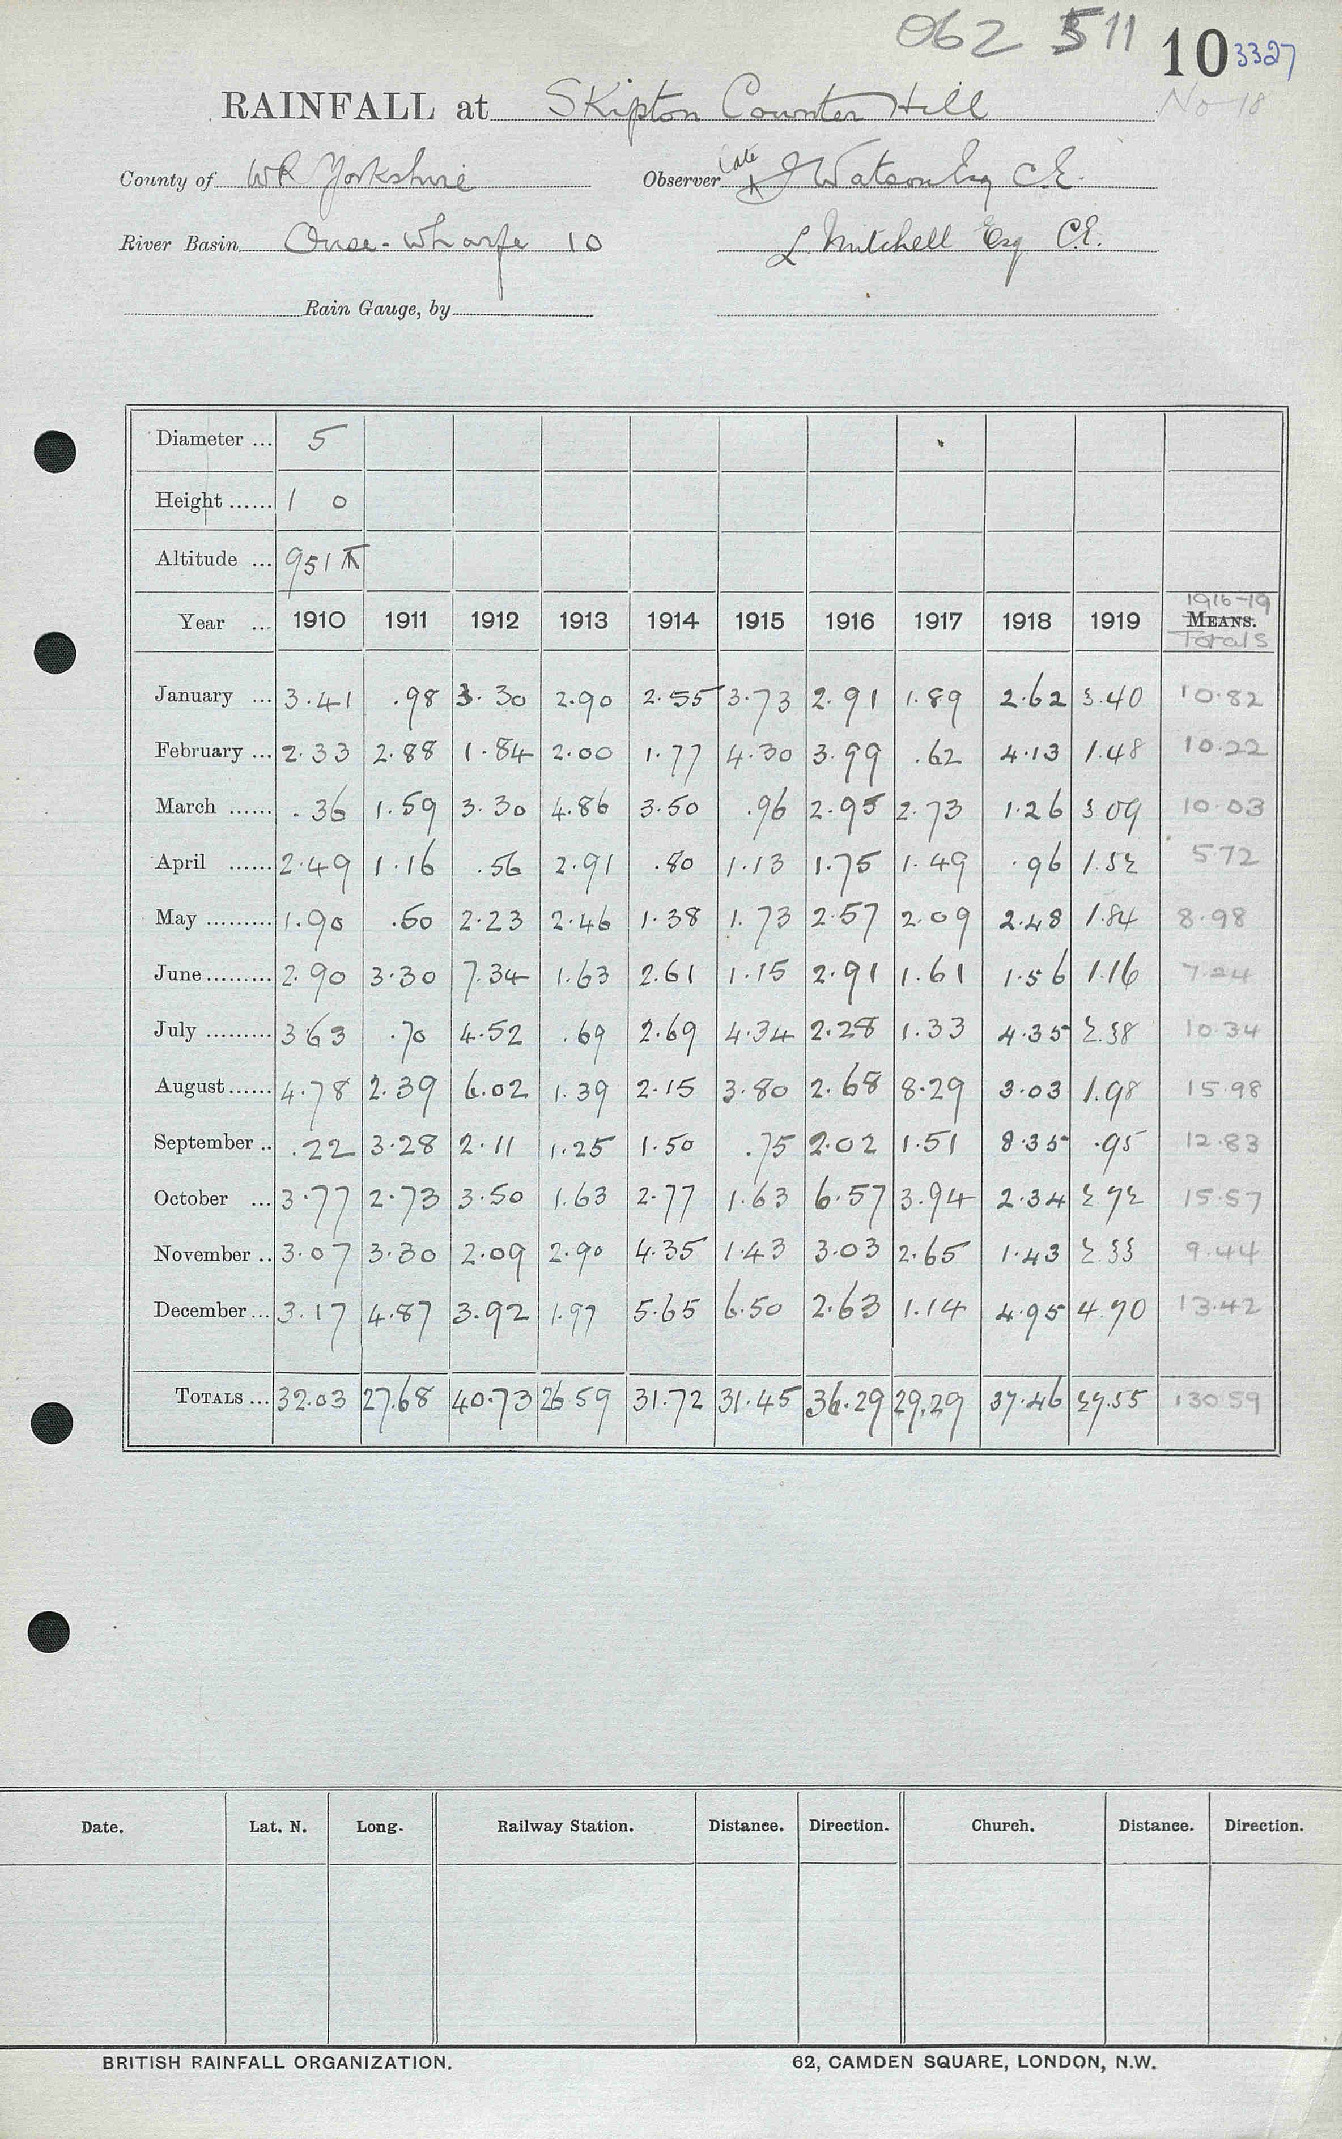 062 511
10 3327
No 18
RAINFALL at Skipton Counter Hill
County of WR Yorkshire Observer late J Watson Esq C.E.
River Basin Ouse-Wharfe 10 L. Mitchell Esq C.E.
Rain Gauge, by
Diameter ... 5
Height ...... 1 0
Altitude ... 951 T
1916-19
Year ... 1910 1911 1912 1913 1914 1915 1916 1917 1918 1919 MEANS.
Totals
January ... 3.41 .98 3.30 2.90 2.55 3.73 2.91 1.89 2.62 3.40 10.82
February ... 2.33 2.88 1.84 2.00 1.77 4.30 3.99 .62 4.13 1.48 10.22
March ...... .36 1.59 3.30 4.86 3.50 .96 2.95 2.73 1.26 3 09 10.03
April ...... 2.49 1.16 .56 2.91 .80 1.13 1.75 1.49 .96 1.52 5.72
May ......... 1.90 .50 2.23 2.46 1.38 1.73 2.57 2.09 2.48 1.84 8.98
June ......... 2.90 3.30 7.34 1.63 2.61 1.15 2.91 1.61 1.56 1.16 7.24
July ......... 3.63 .70 4.52 .69 2.69 4.34 2.28 1.33 4.35 2.38 10.34
August ...... 4.78 2.39 6.02 1.39 2.15 3.80 2.68 8.29 3.03 1.98 15.98
September .. .22 3.28 2.11 1.25 1.50 .75 2.02 1.51 8.35 .95 12.83
October ... 3.77 2.73 3.50 1.63 2.77 1.63 6.57 3.94 2.34 2 72 15.57
November .. 3.07 3.30 2.09 2.90 4.35 1.43 3.03 2.65 1.43 2.33 9.44
December ... 3.17 4.87 3.92 1.97 5.65 6.50 2.63 1.14 4.95 4.70 13.42
TOTALS ... 32.03 27.68 40.73 26 59 31.72 31.45 36.29 29.29 37.46 27.55 130.59
Date. Lat. N. Long. Railway Station. Distance. Direction. Church. Distance. Direction.
BRITISH RAINFALL ORGANIZATION. 62, CAMDEN SQUARE, LONDON, N.W.